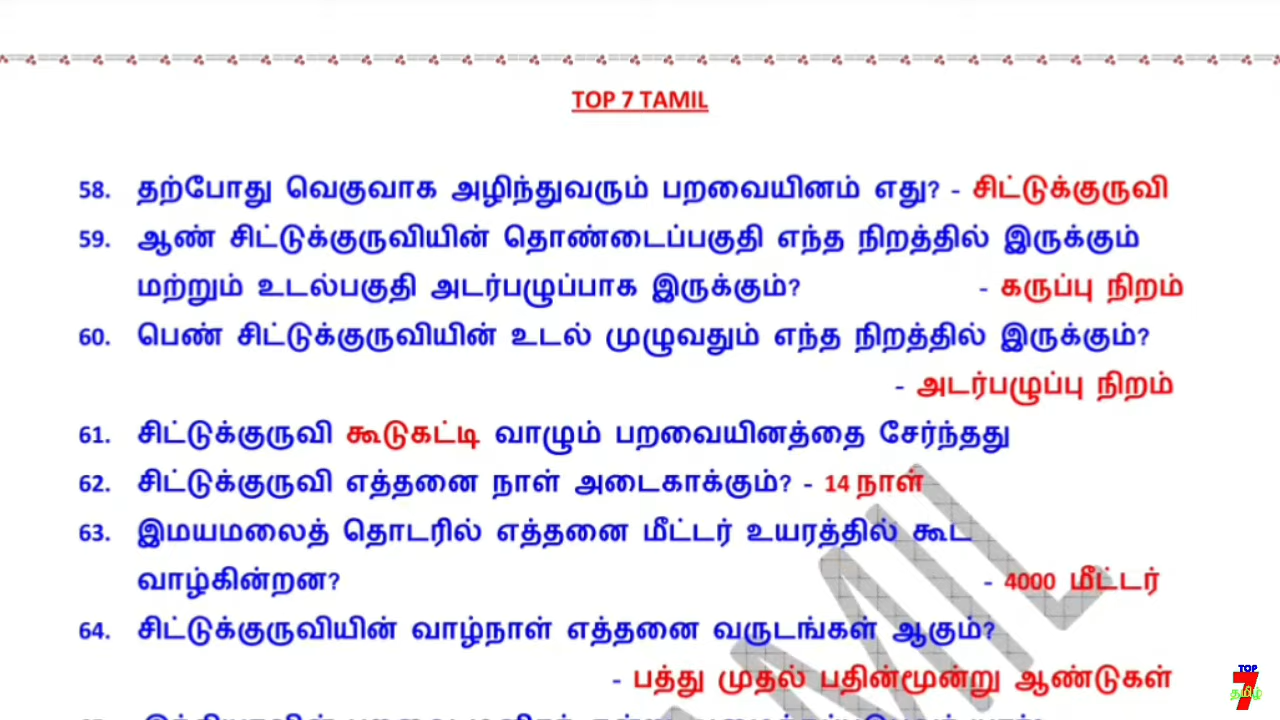 TOP 7 TAMIL
58. தற்போது வெகுவாக அழிந்துவரும் பறவையினம் எது? - சிட்டுக்குருவி
59. ஆண் சிட்டுக்குருவியின் தொண்டைப்பகுதி எந்த நிறத்தில் இருக்கும்
மற்றும் உடல்பகுதி அடர்பழுப்பாக இருக்கும்? - கருப்பு நிறம்
60. பெண் சிட்டுக்குருவியின் உடல் முழுவதும் எந்த நிறத்தில் இருக்கும்?
- அடர்பழுப்பு நிறம்
61. சிட்டுக்குருவி கூடுகட்டி வாழும் பறவையினத்தை சேர்ந்தது
62. சிட்டுக்குருவி எத்தனை நாள் அடைகாக்கும்? - 14 நாள்
63. இமயமலைத் தொடரில் எத்தனை மீட்டர் உயரத்தில் கூட
வாழ்கின்றன? - 4000 மீட்டர்
64. சிட்டுக்குருவியின் வாழ்நாள் எத்தனை வருடங்கள் ஆகும்?
- பத்து முதல் பதின்மூன்று ஆண்டுகள்
TOP
7
தமிழ்